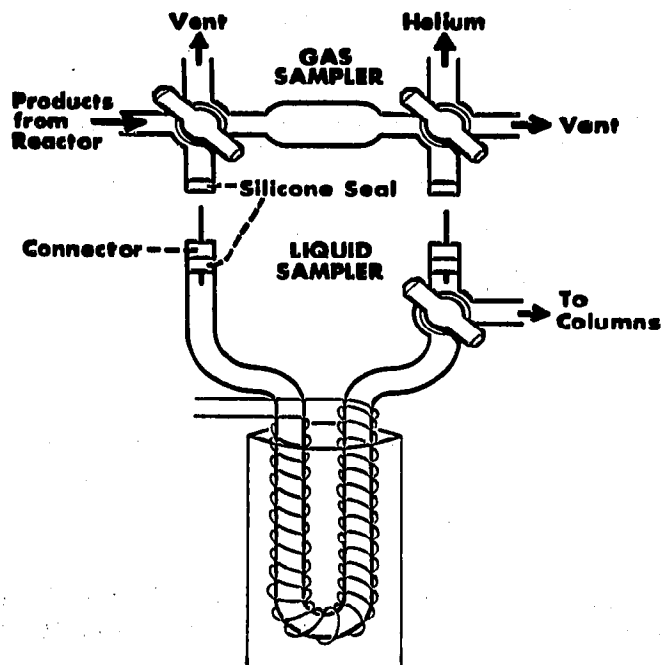 Vent
Helium
GAS
SAMPLER
Products
from
Reactor
Vent
Silicone Seal
Connector
LIQUID
SAMPLER
To
Columns